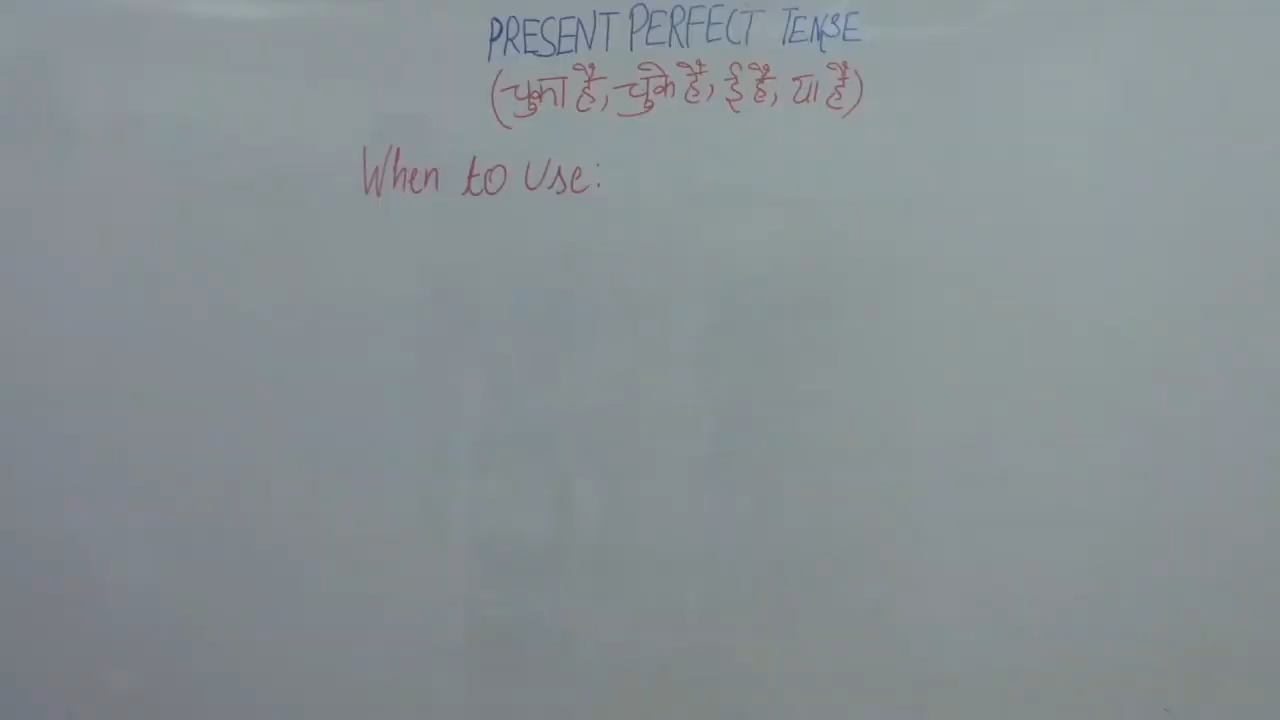 PRESENT PERFECT TENSE
(चुका है, चुके हैं, ई है, या है)
When to Use: